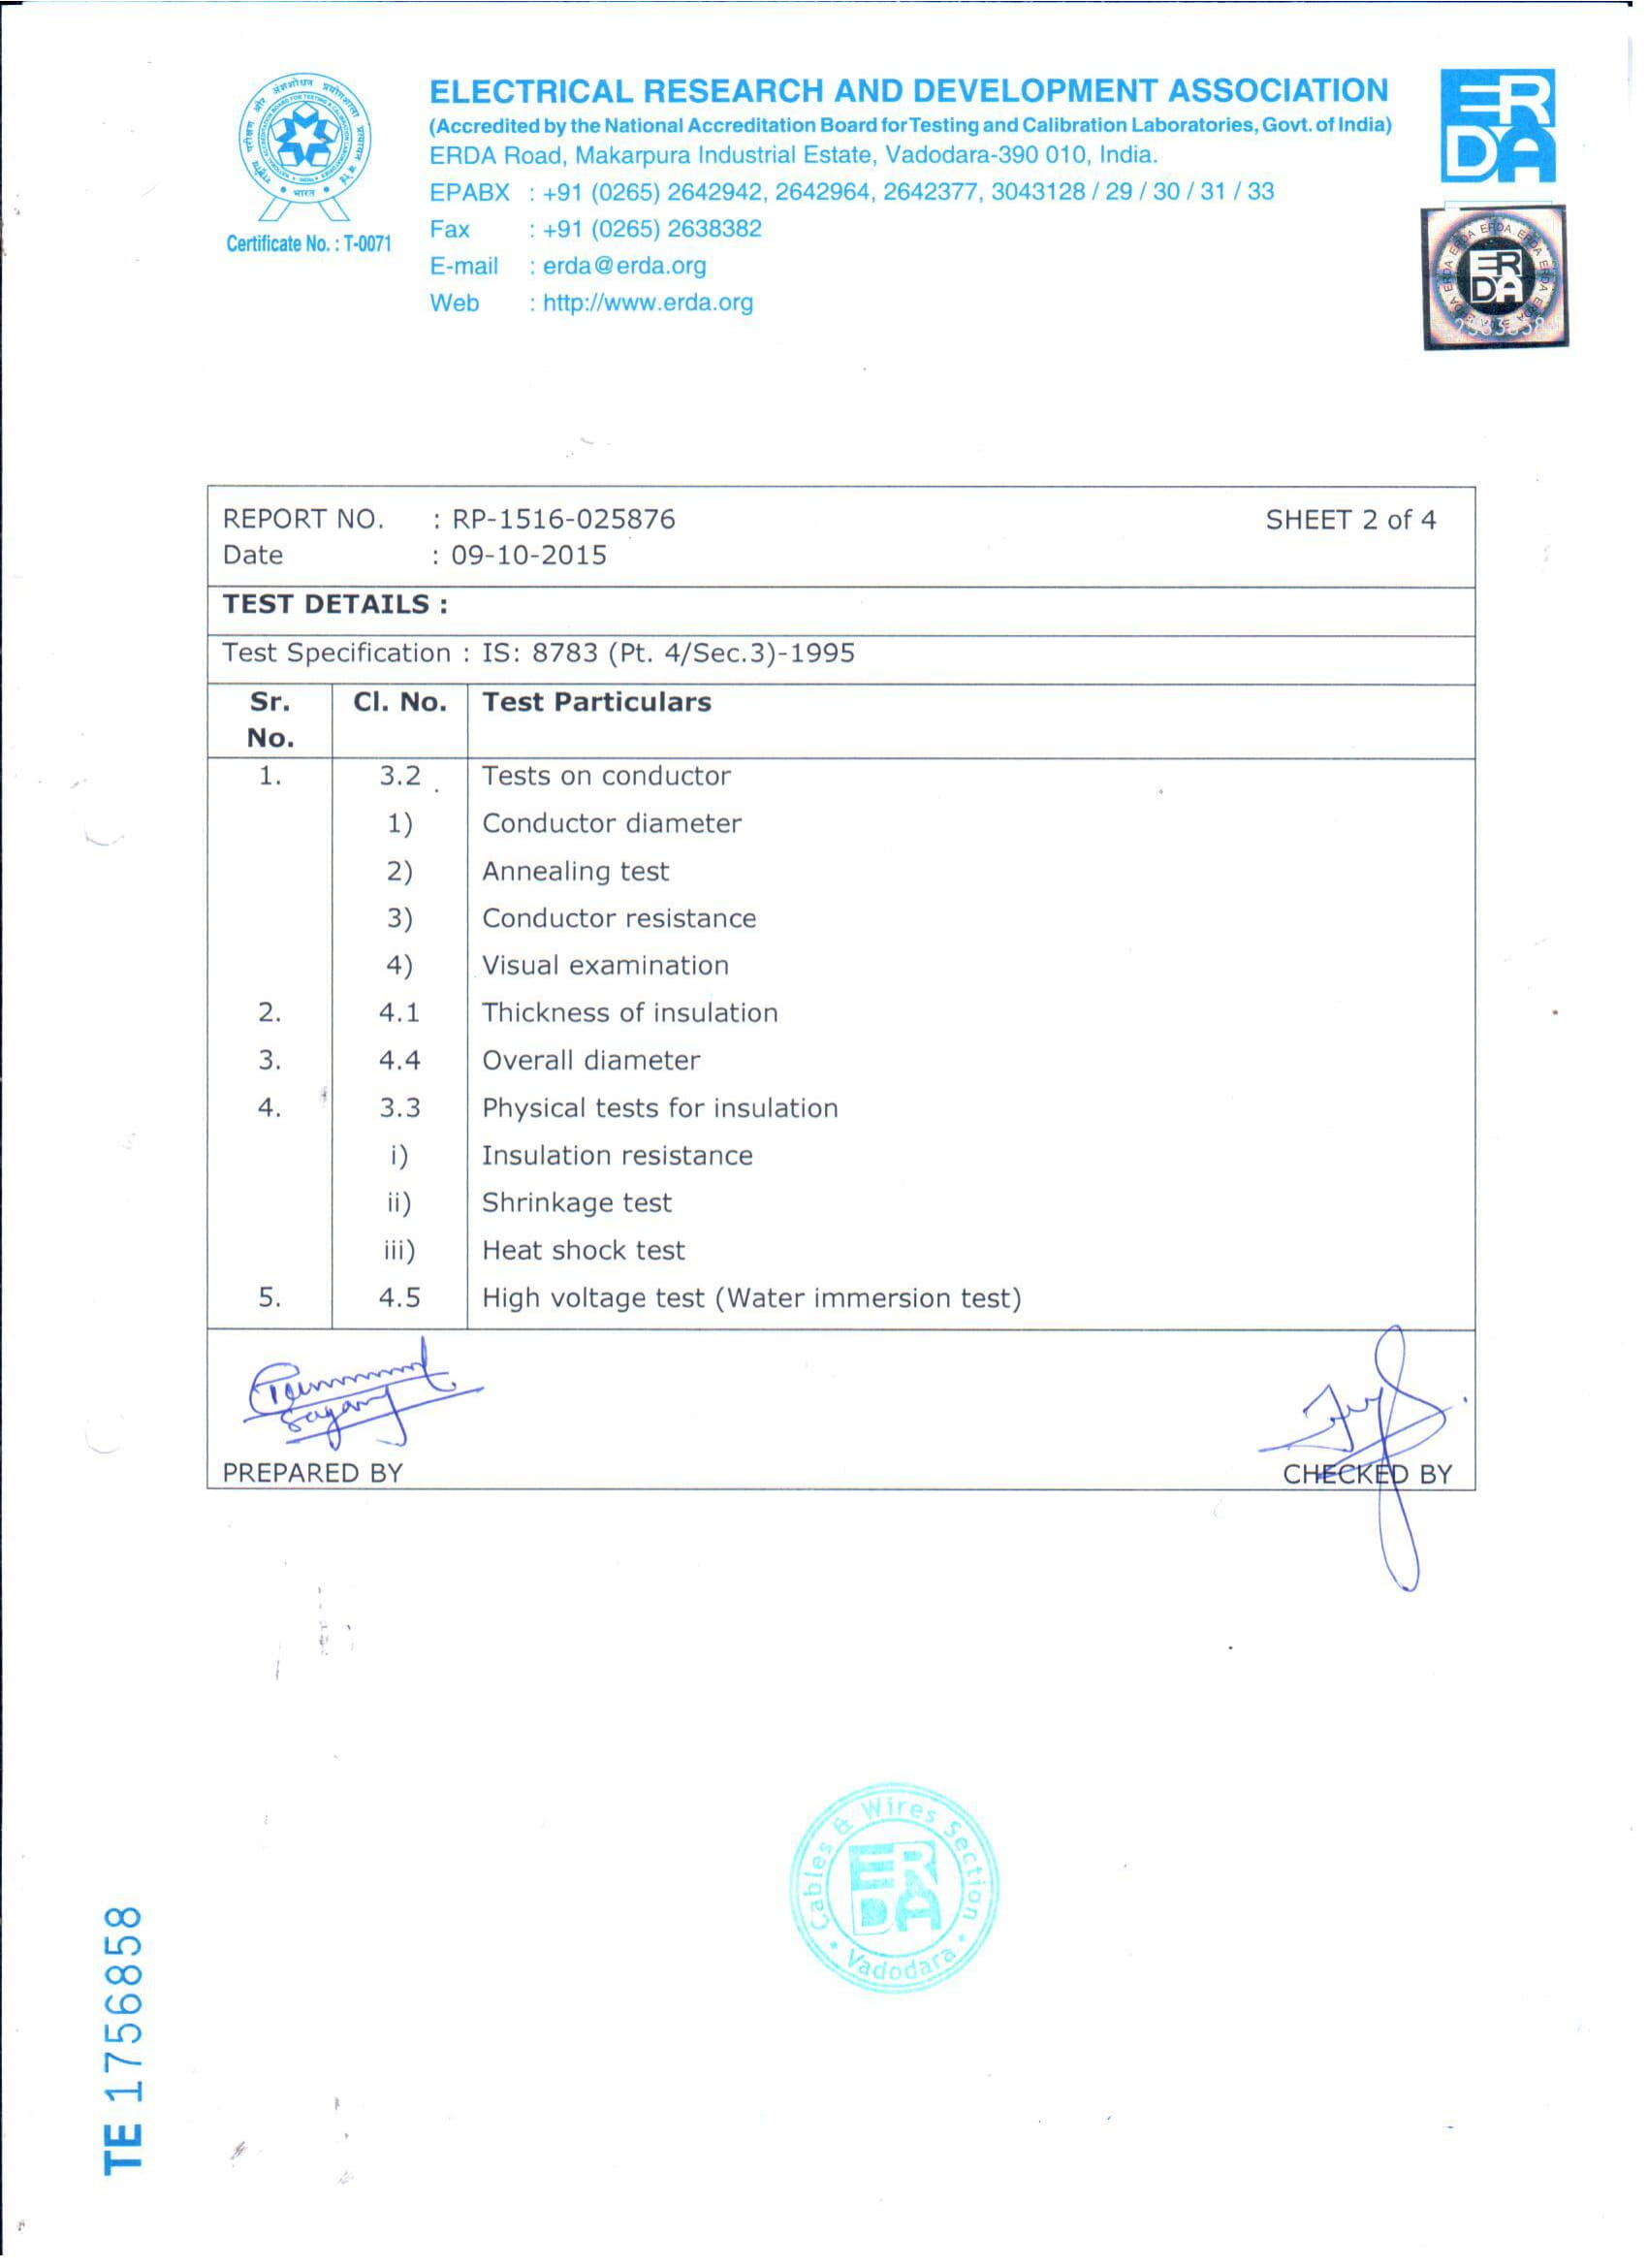 ELECTRICAL RESEARCH AND DEVELOPMENT ASSOCIATION
(Accredited by the National Accreditation Board for Testing and Calibration Laboratories, Govt. of India)
ERDA Road, Makarpura Industrial Estate, Vadodara-390 010, India.
EPABX : +91 (0265) 2642942, 2642964, 2642377, 3043128 / 29 / 30 / 31 / 33
Fax : +91 (0265) 2638382
E-mail : erda@erda.org
Web : http://www.erda.org
भारत
Certificate No. : T-0071
ERDA
ERDA ERDA ERDA ERDA ERDA
ERDA
REPORT NO. : RP-1516-025876 SHEET 2 of 4
Date : 09-10-2015
TEST DETAILS :
Test Specification : IS: 8783 (Pt. 4/Sec.3)-1995
Sr. No. Cl. No. Test Particulars
1. 3.2 Tests on conductor
1) Conductor diameter
2) Annealing test
3) Conductor resistance
4) Visual examination
2. 4.1 Thickness of insulation
3. 4.4 Overall diameter
4. 3.3 Physical tests for insulation
i) Insulation resistance
ii) Shrinkage test
iii) Heat shock test
5. 4.5 High voltage test (Water immersion test)
PREPARED BY CHECKED BY
Cables & Wires Section
ERDA
Vadodara
TE 1756858